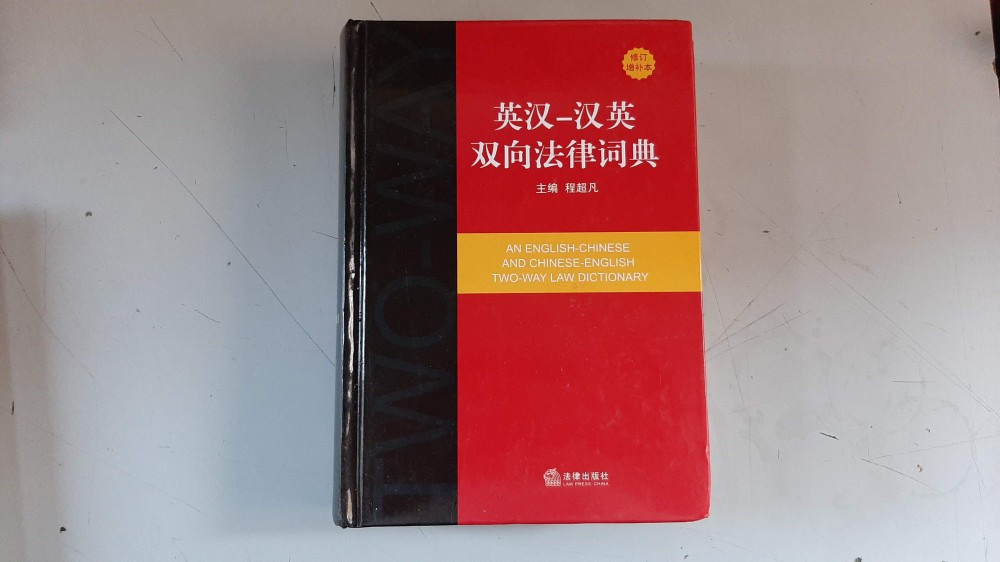 修订
增补本
英汉-汉英
双向法律词典
主编 程超凡
AN ENGLISH-CHINESE
AND CHINESE-ENGLISH
TWO-WAY LAW DICTIONARY
TWO-WAY
法律出版社
LAW PRESS·CHINA